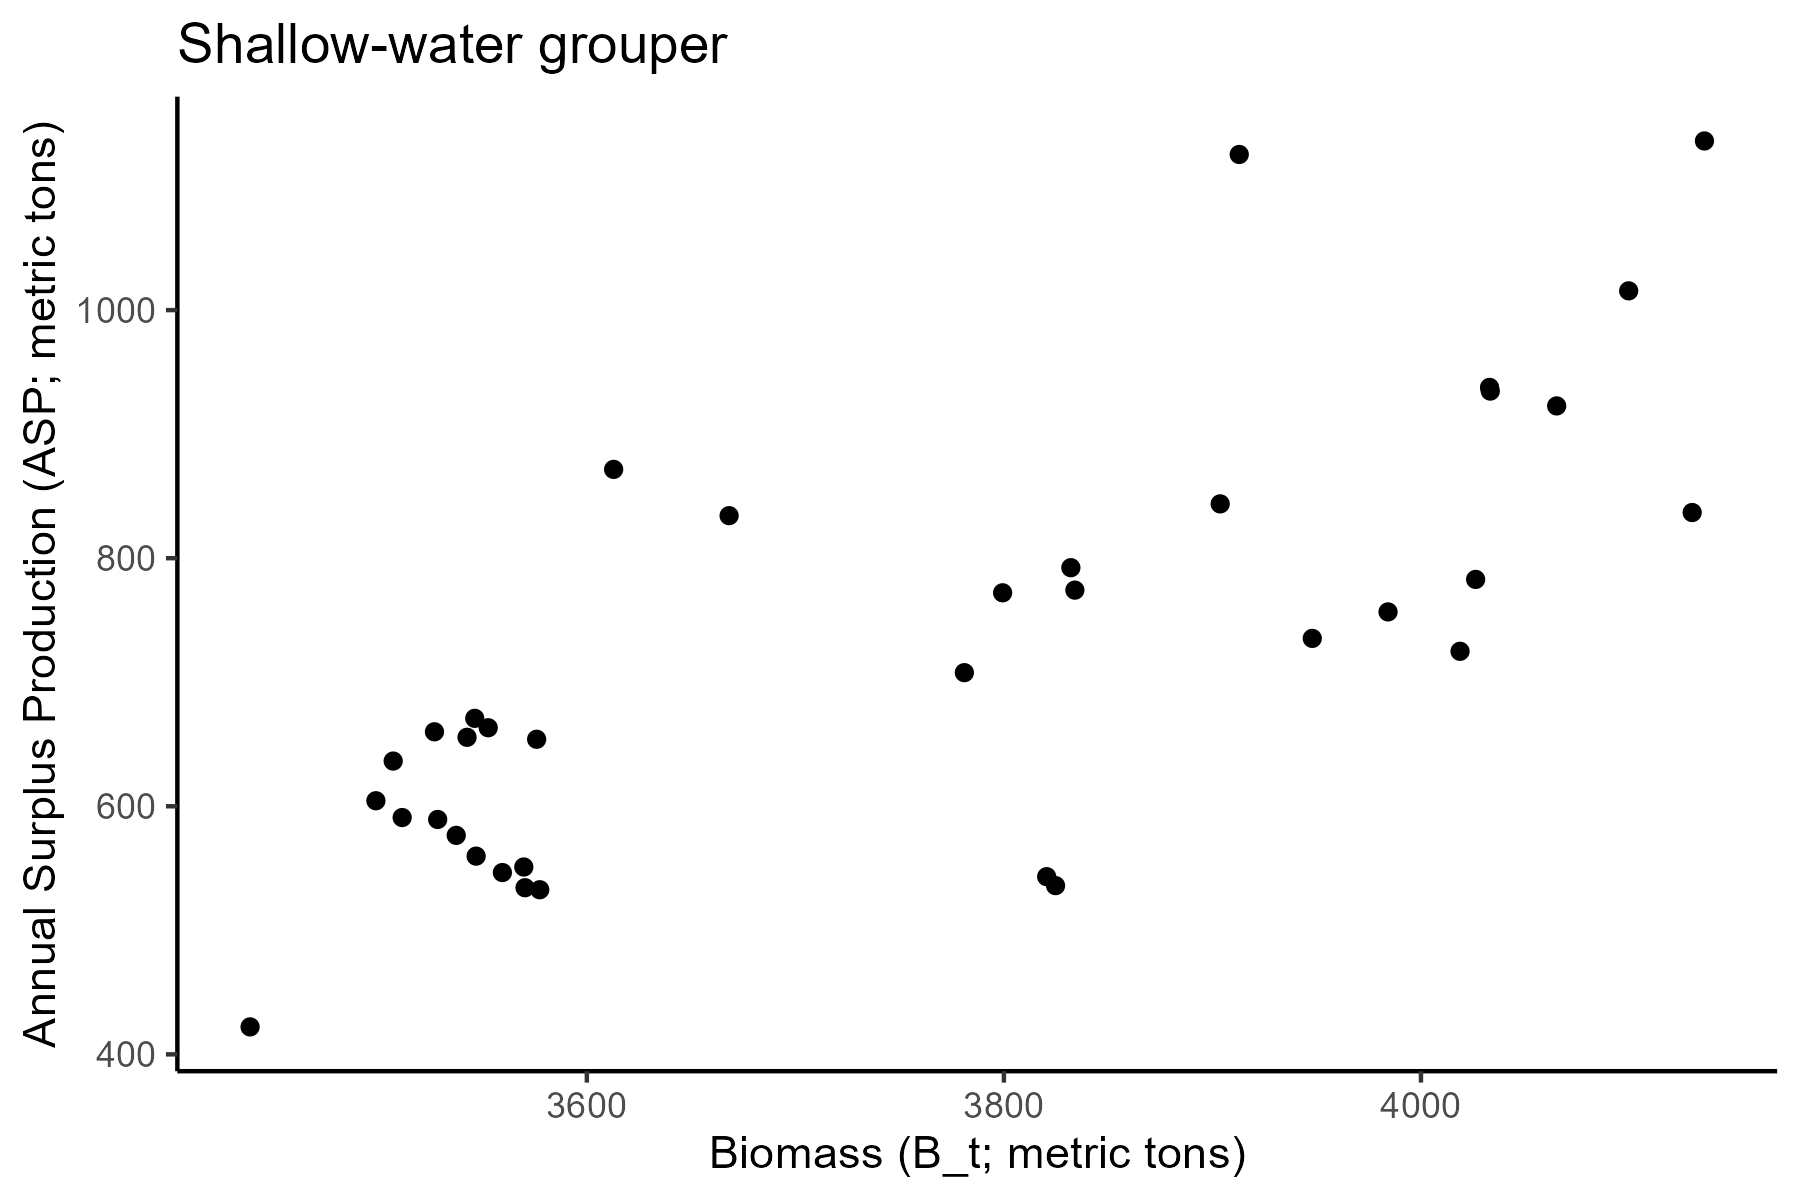 Shallow-water grouper
Annual Surplus Production (ASP; metric tons)
1000
800
600
400
3600 3800 4000
Biomass (B_t; metric tons)